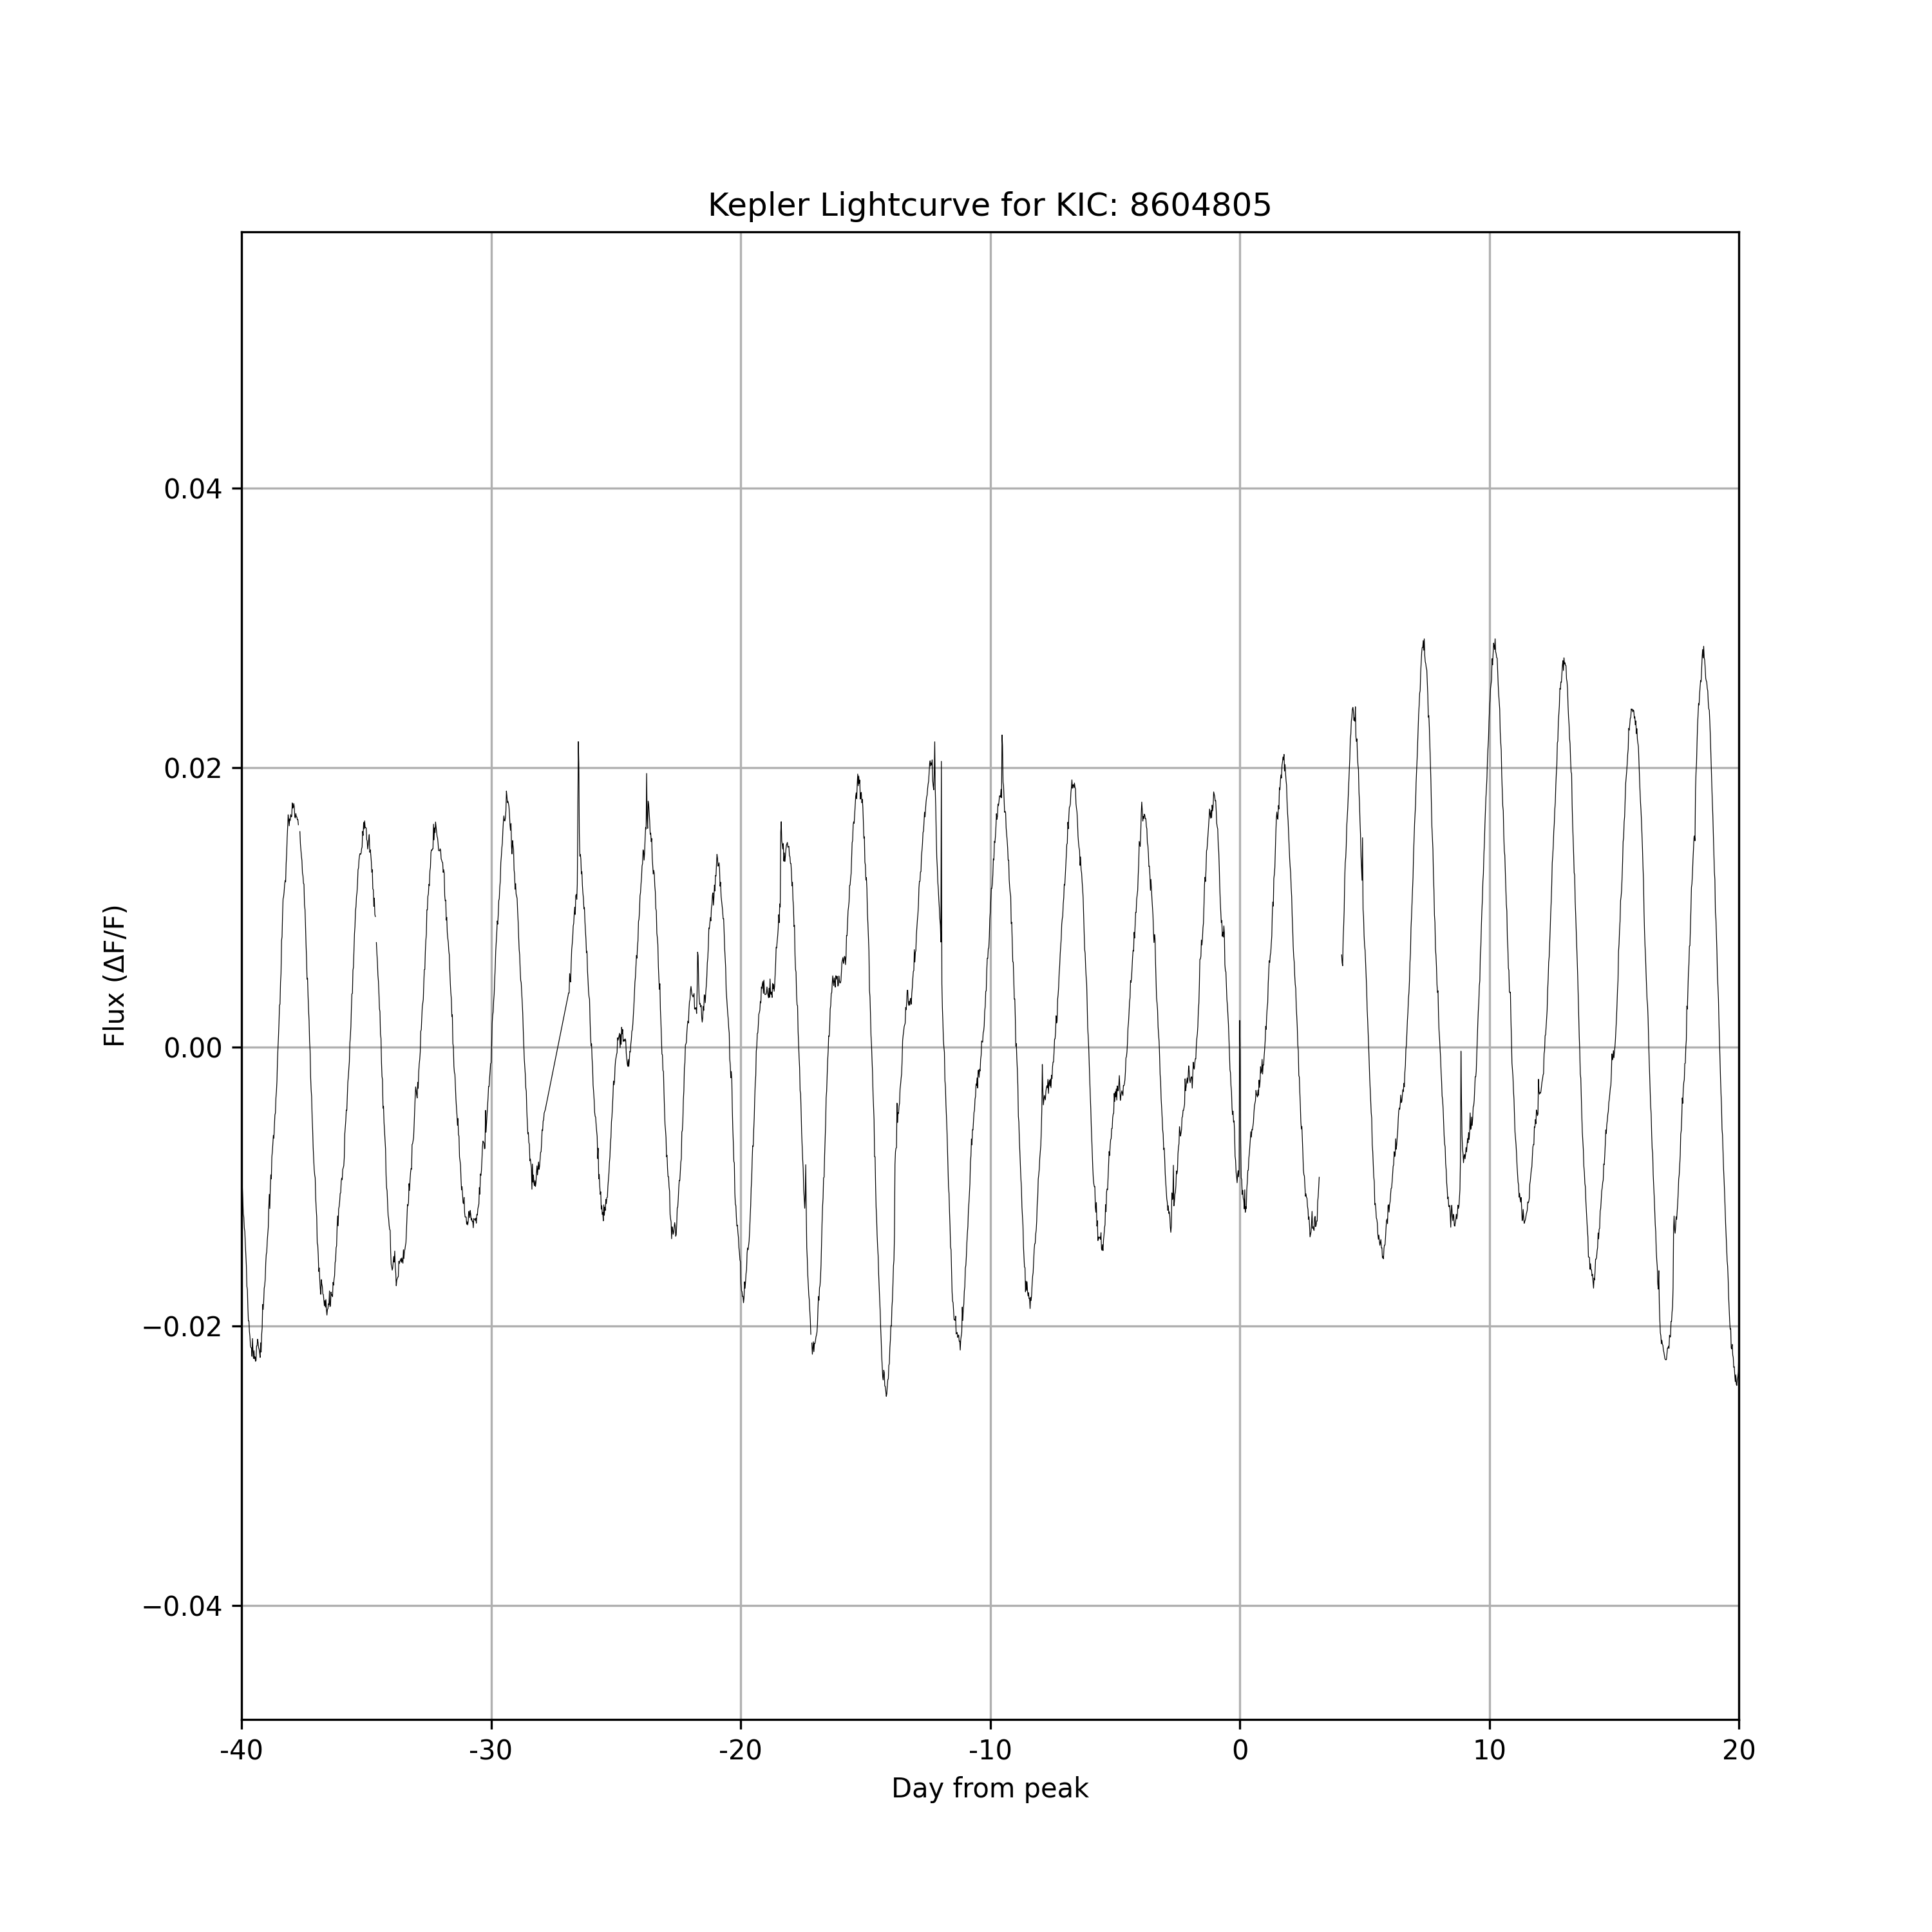 Kepler Lightcurve for KIC: 8604805
Flux (ΔF/F)
0.04
0.02
0.00
−0.02
−0.04
-40 -30 -20 -10 0 10 20
Day from peak